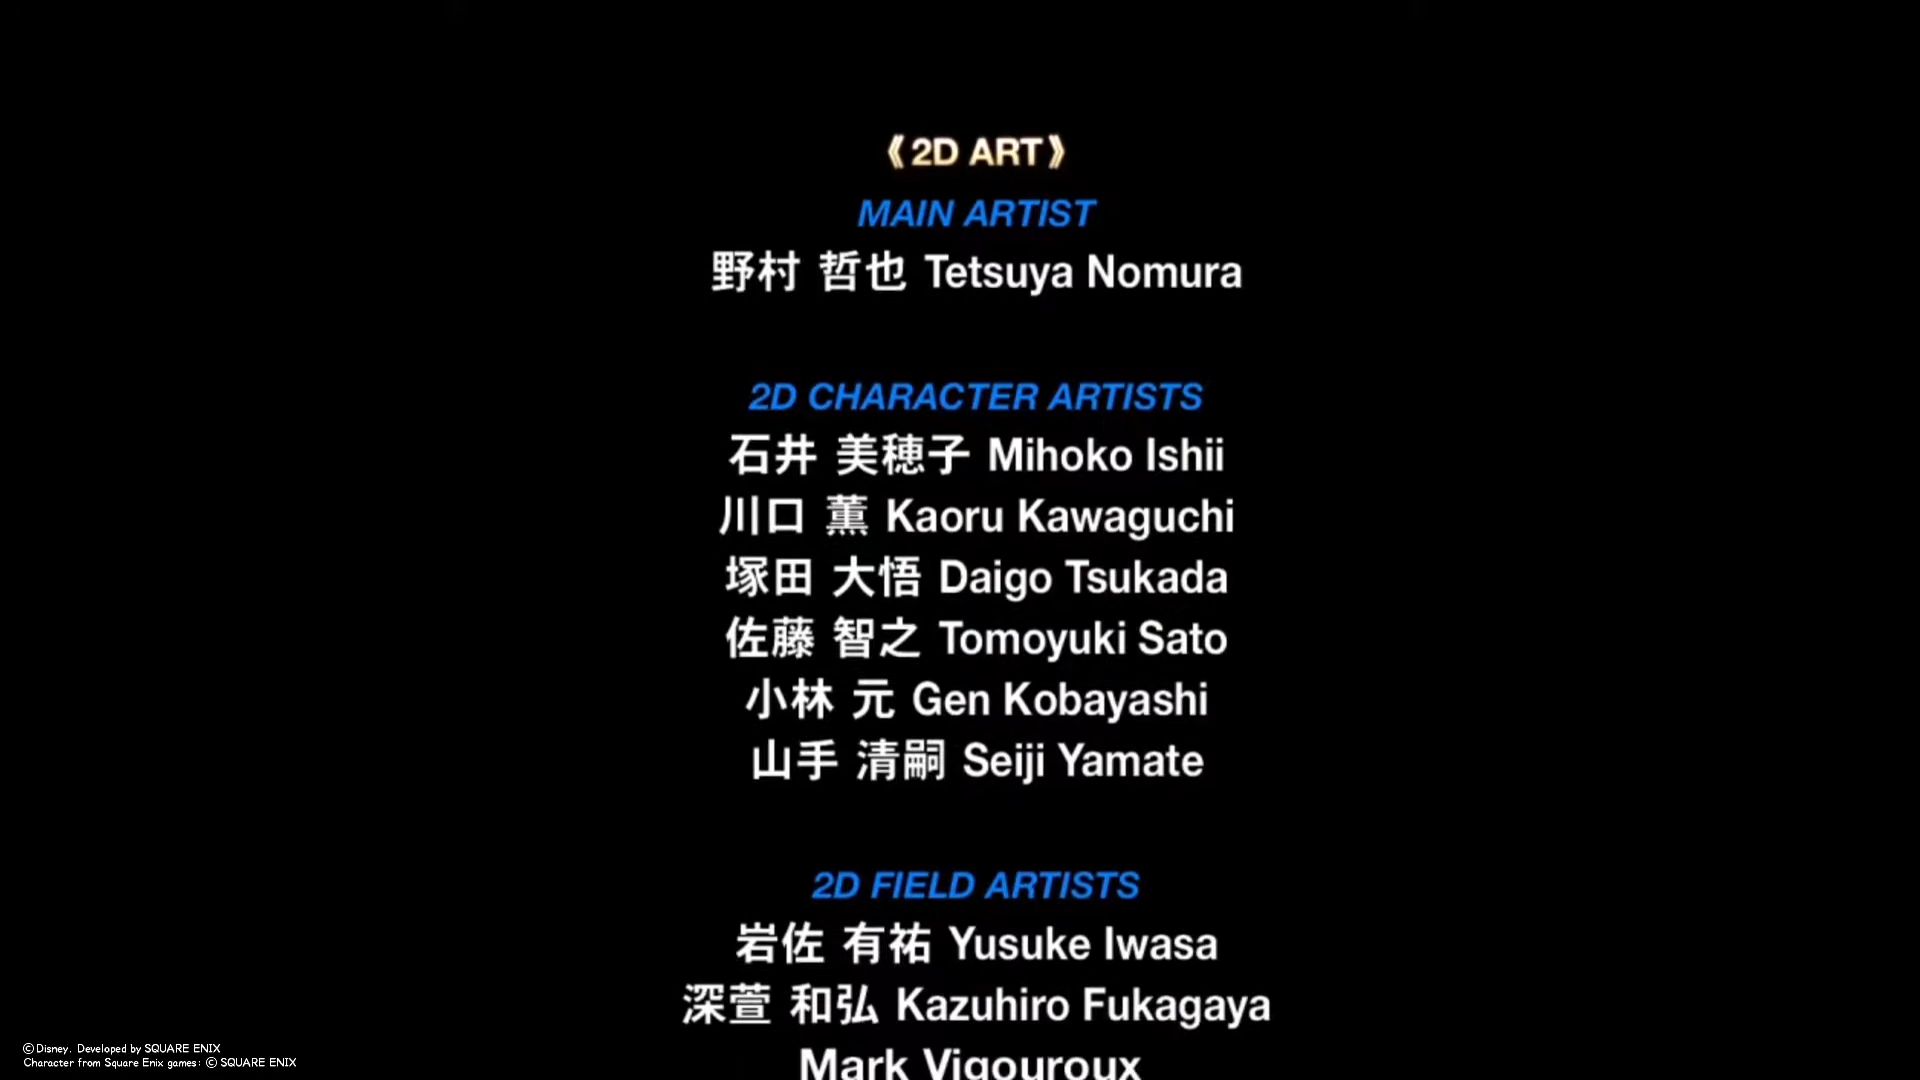 《2D ART》
MAIN ARTIST
野村 哲也 Tetsuya Nomura
2D CHARACTER ARTISTS
石井 美穂子 Mihoko Ishii
川口 薫 Kaoru Kawaguchi
塚田 大悟 Daigo Tsukada
佐藤 智之 Tomoyuki Sato
小林 元 Gen Kobayashi
山手 清嗣 Seiji Yamate
2D FIELD ARTISTS
岩佐 有祐 Yusuke Iwasa
深萱 和弘 Kazuhiro Fukagaya
Mark Vigouroux
©Disney. Developed by SQUARE ENIX
Character from Square Enix games: © SQUARE ENIX